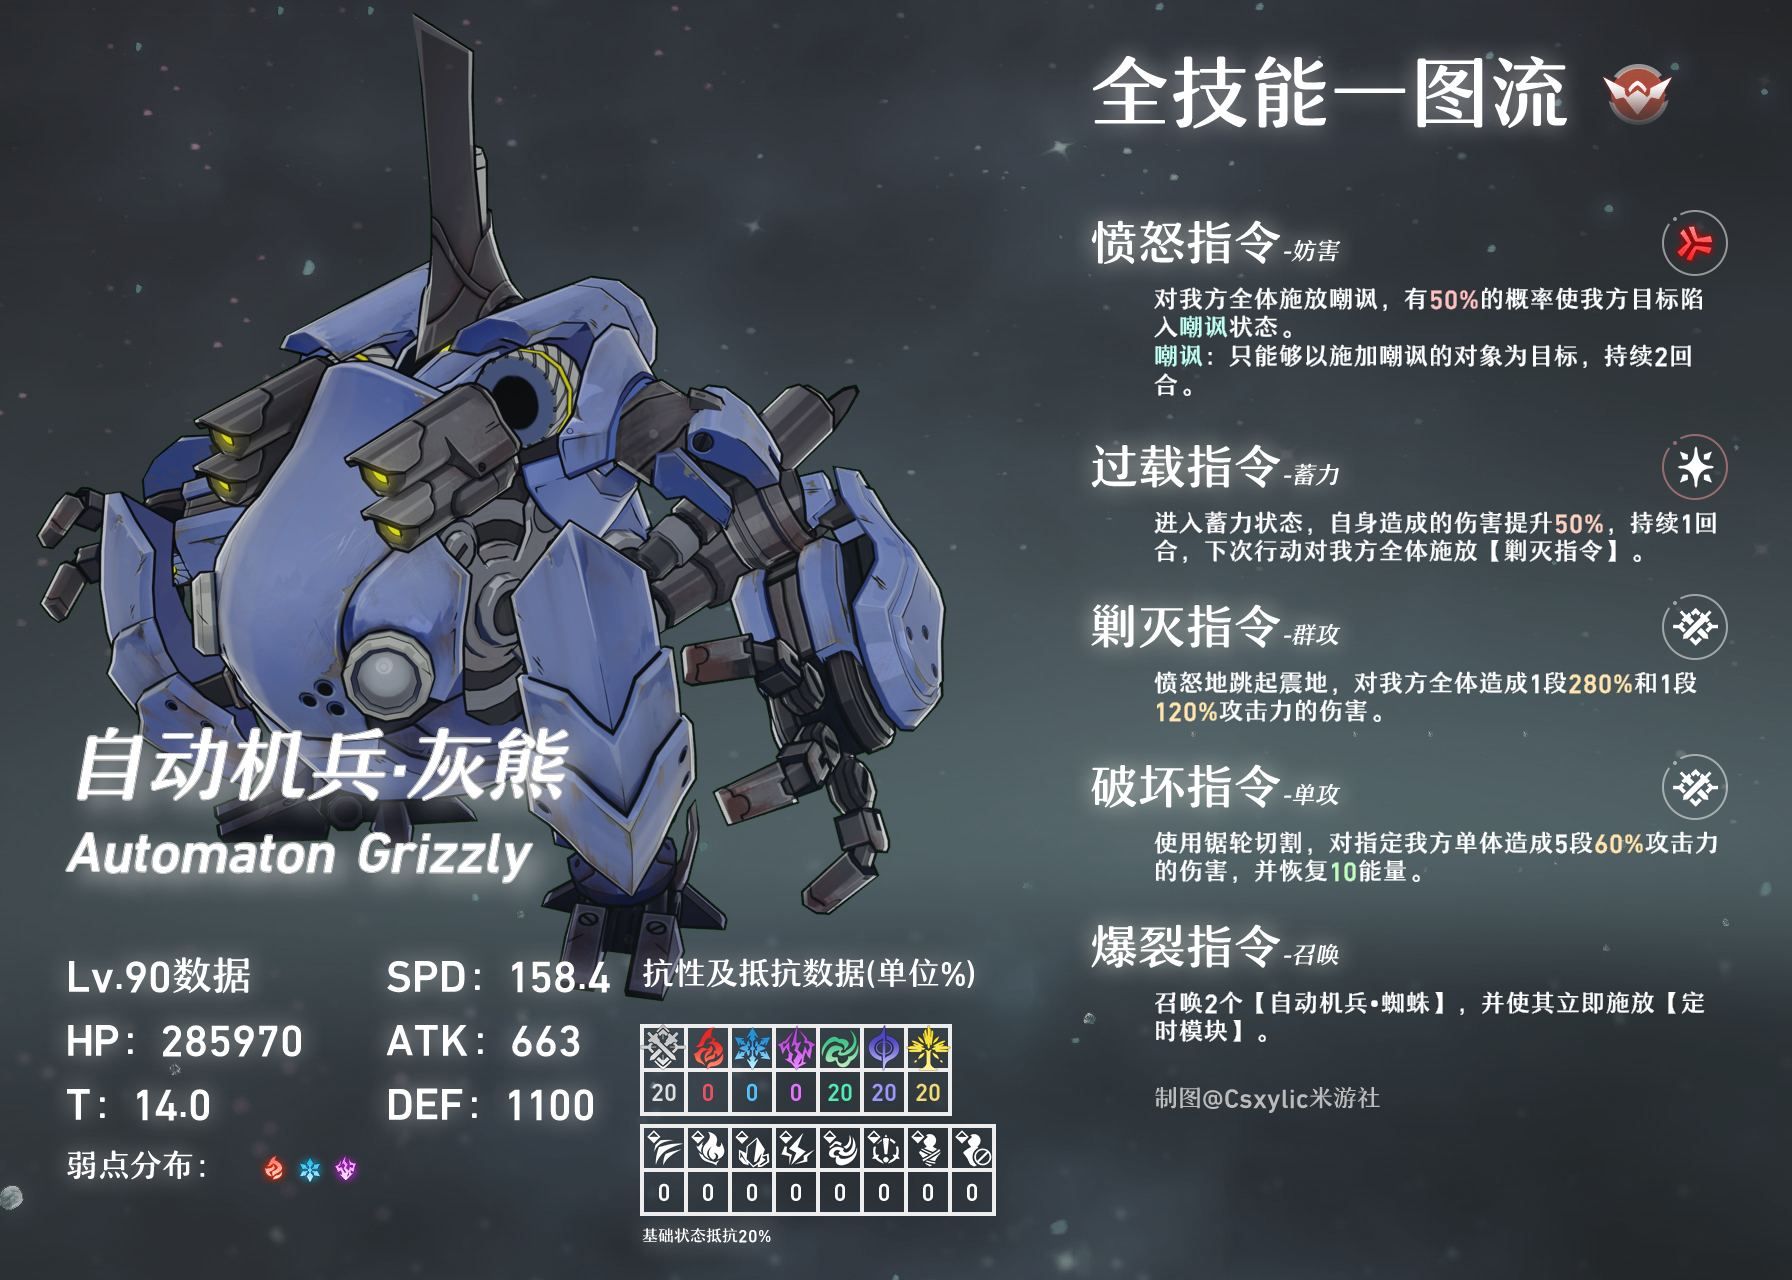 全技能一图流
愤怒指令-妨害
对我方全体施放嘲讽，有50%的概率使我方目标陷
入嘲讽状态。
嘲讽：只能够以施加嘲讽的对象为目标，持续2回
合。
过载指令-蓄力
进入蓄力状态，自身造成的伤害提升50%，持续1回
合，下次行动对我方全体施放【剿灭指令】。
剿灭指令-群攻
愤怒地跳起震地，对我方全体造成1段280%和1段
120%攻击力的伤害。
破坏指令-单攻
使用锯轮切割，对指定我方单体造成5段60%攻击力
的伤害，并恢复10能量。
爆裂指令-召唤
召唤2个【自动机兵•蜘蛛】，并使其立即施放【定
时模块】。
制图@Csxylic米游社
自动机兵·灰熊
Automaton Grizzly
Lv.90数据
SPD：158.4
HP：285970
ATK：663
T：14.0
DEF：1100
弱点分布：
抗性及抵抗数据(单位%)
20 0 0 0 20 20 20
0 0 0 0 0 0 0 0
基础状态抵抗20%